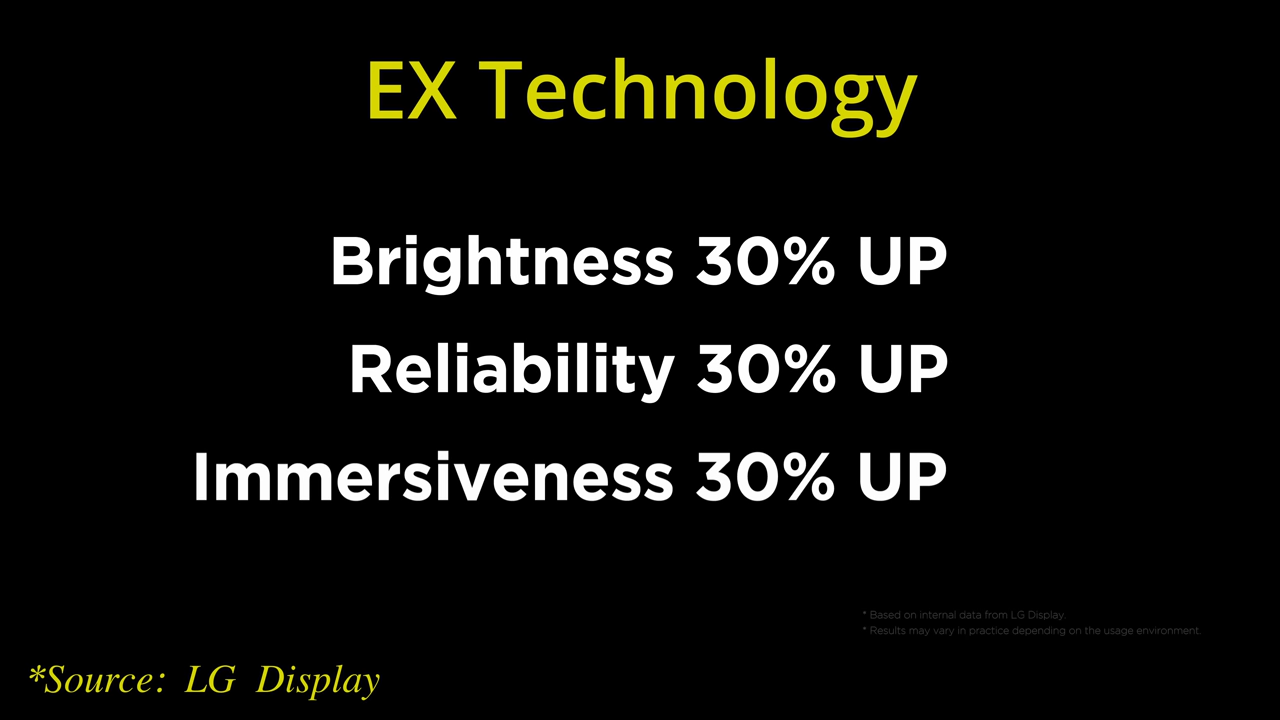 EX Technology
Brightness 30% UP
Reliability 30% UP
Immersiveness 30% UP
* Based on internal data from LG Display.
* Results may vary in practice depending on the usage environment.
*Source: LG Display